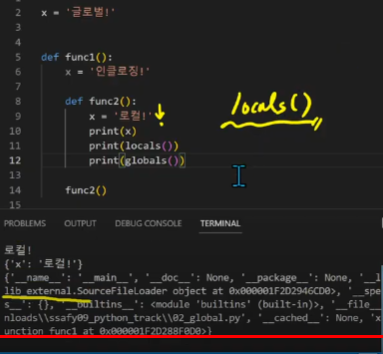 2 x = '글로벌!'
3
4
5 def func1():
6 x = '인클로징!'
7
8 def func2():
9 x = '로컬!'
10 print(x)
11 print(locals())
12 print(globals())
13
14 func2()
locals()
PROBLEMS OUTPUT DEBUG CONSOLE TERMINAL
로컬!
{'x': '로컬!'}
{'__name__': '__main__', '__doc__': None, '__package__': None, '__l
lib_external.SourceFileLoader object at 0x000001F2D2946CD0>, '__spe
s__': {}, '__builtins__': <module 'builtins' (built-in)>, '__file__
nloads\\ssafy09_python_track\\02_global.py', '__cached__': None, 'x
unction func1 at 0x000001F2D288F0D0>}